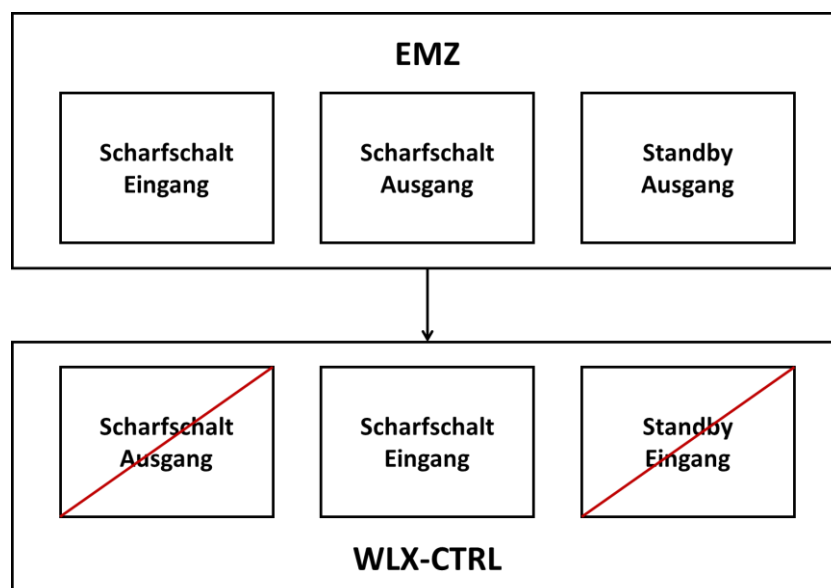 EMZ
Scharfschalt
Eingang
Scharfschalt
Ausgang
Standby
Ausgang
Scharfschalt
Ausgang
Scharfschalt
Eingang
Standby
Eingang
WLX-CTRL